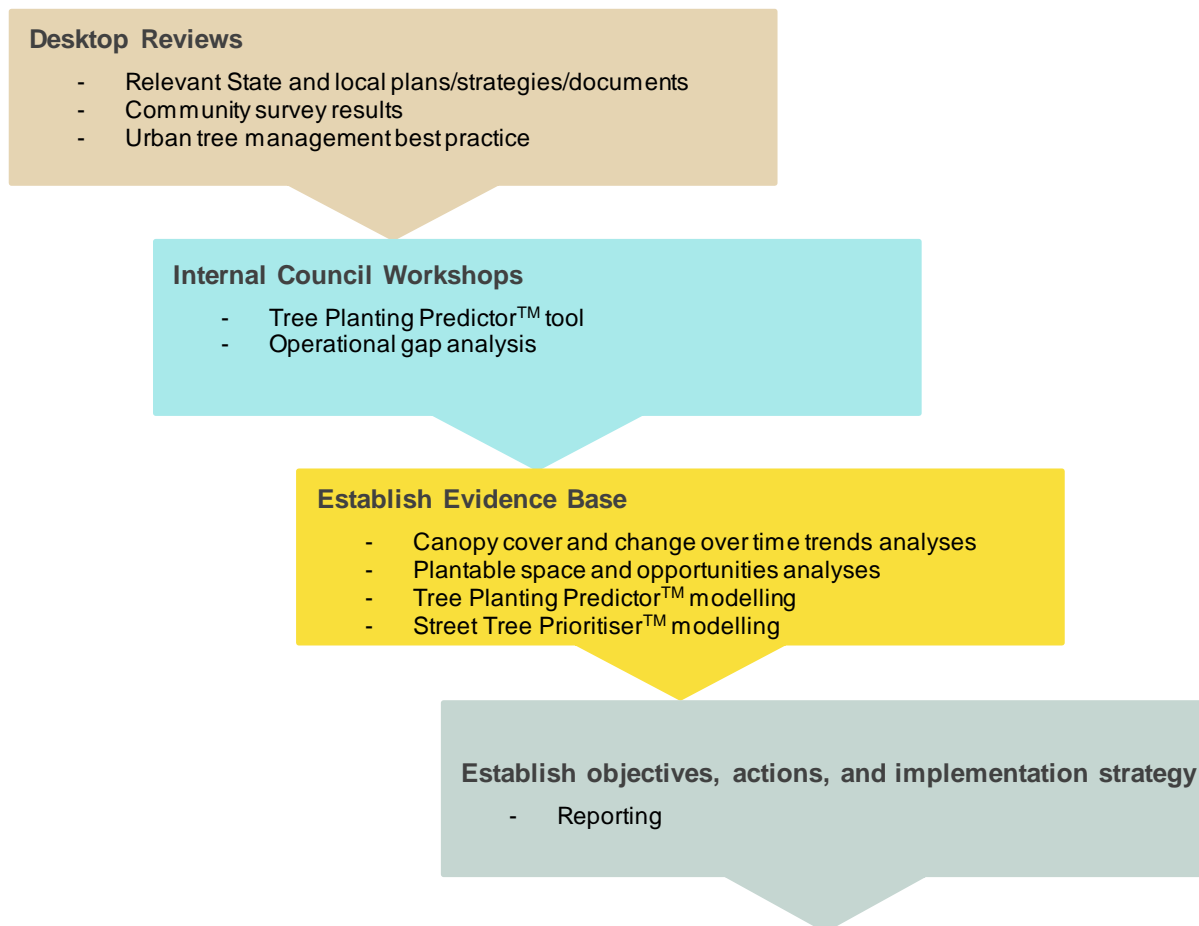 Desktop Reviews
- Relevant State and local plans/strategies/documents
- Community survey results
- Urban tree management best practice
Internal Council Workshops
- Tree Planting Predictor™ tool
- Operational gap analysis
Establish Evidence Base
- Canopy cover and change over time trends analyses
- Plantable space and opportunities analyses
- Tree Planting Predictor™ modelling
- Street Tree Prioritiser™ modelling
Establish objectives, actions, and implementation strategy
- Reporting